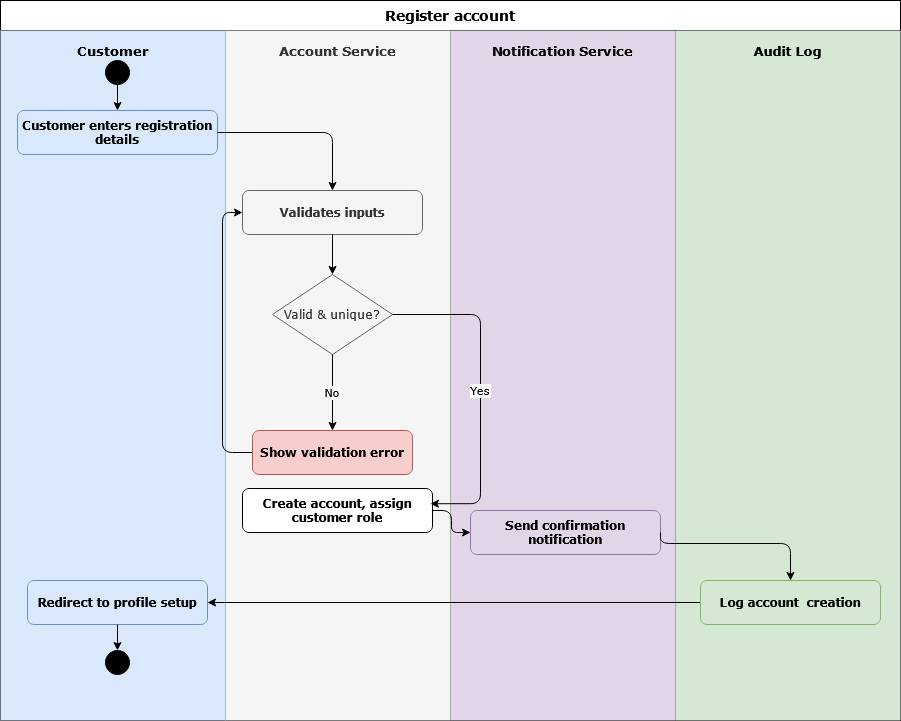 Register account
Customer
Account Service
Notification Service
Audit Log
Customer enters registration
details
Validates inputs
Valid & unique?
No
Yes
Show validation error
Create account, assign
customer role
Send confirmation
notification
Redirect to profile setup
Log account  creation